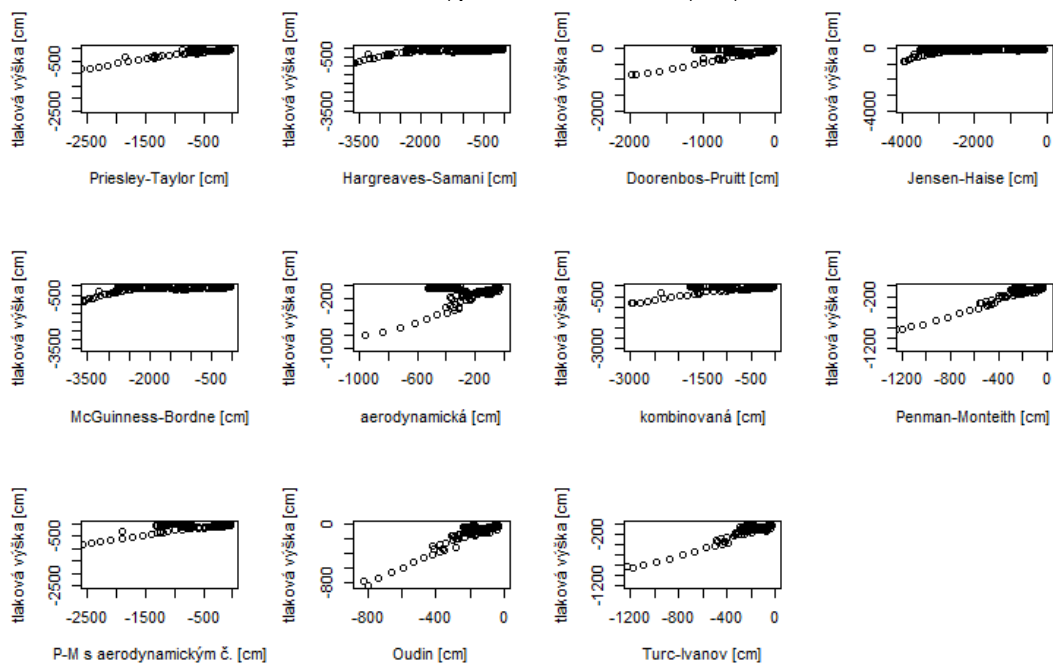 tlaková výška [cm]
-500
-2500
-2500 -1500 -500
Priesley-Taylor [cm]
tlaková výška [cm]
-500
-3500
-3500 -2000 -500
Hargreaves-Samani [cm]
tlaková výška [cm]
0
-2000
-2000 -1000 0
Doorenbos-Pruitt [cm]
tlaková výška [cm]
0
-4000
-4000 -2000 0
Jensen-Haise [cm]
tlaková výška [cm]
-500
-3500
-3500 -2000 -500
McGuinness-Bordne [cm]
tlaková výška [cm]
-200
-1000
-1000 -600 -200
aerodynamická [cm]
tlaková výška [cm]
-500
-3000
-3000 -1500 -500
kombinovaná [cm]
tlaková výška [cm]
-200
-1200
-1200 -400 0
Penman-Monteith [cm]
tlaková výška [cm]
-500
-2500
-2500 -1500 -500
P-M s aerodynamickým č. [cm]
tlaková výška [cm]
0
-800
-800 -400 0
Oudin [cm]
tlaková výška [cm]
-200
-1200
-1200 -800 -400 0
Turc-Ivanov [cm]